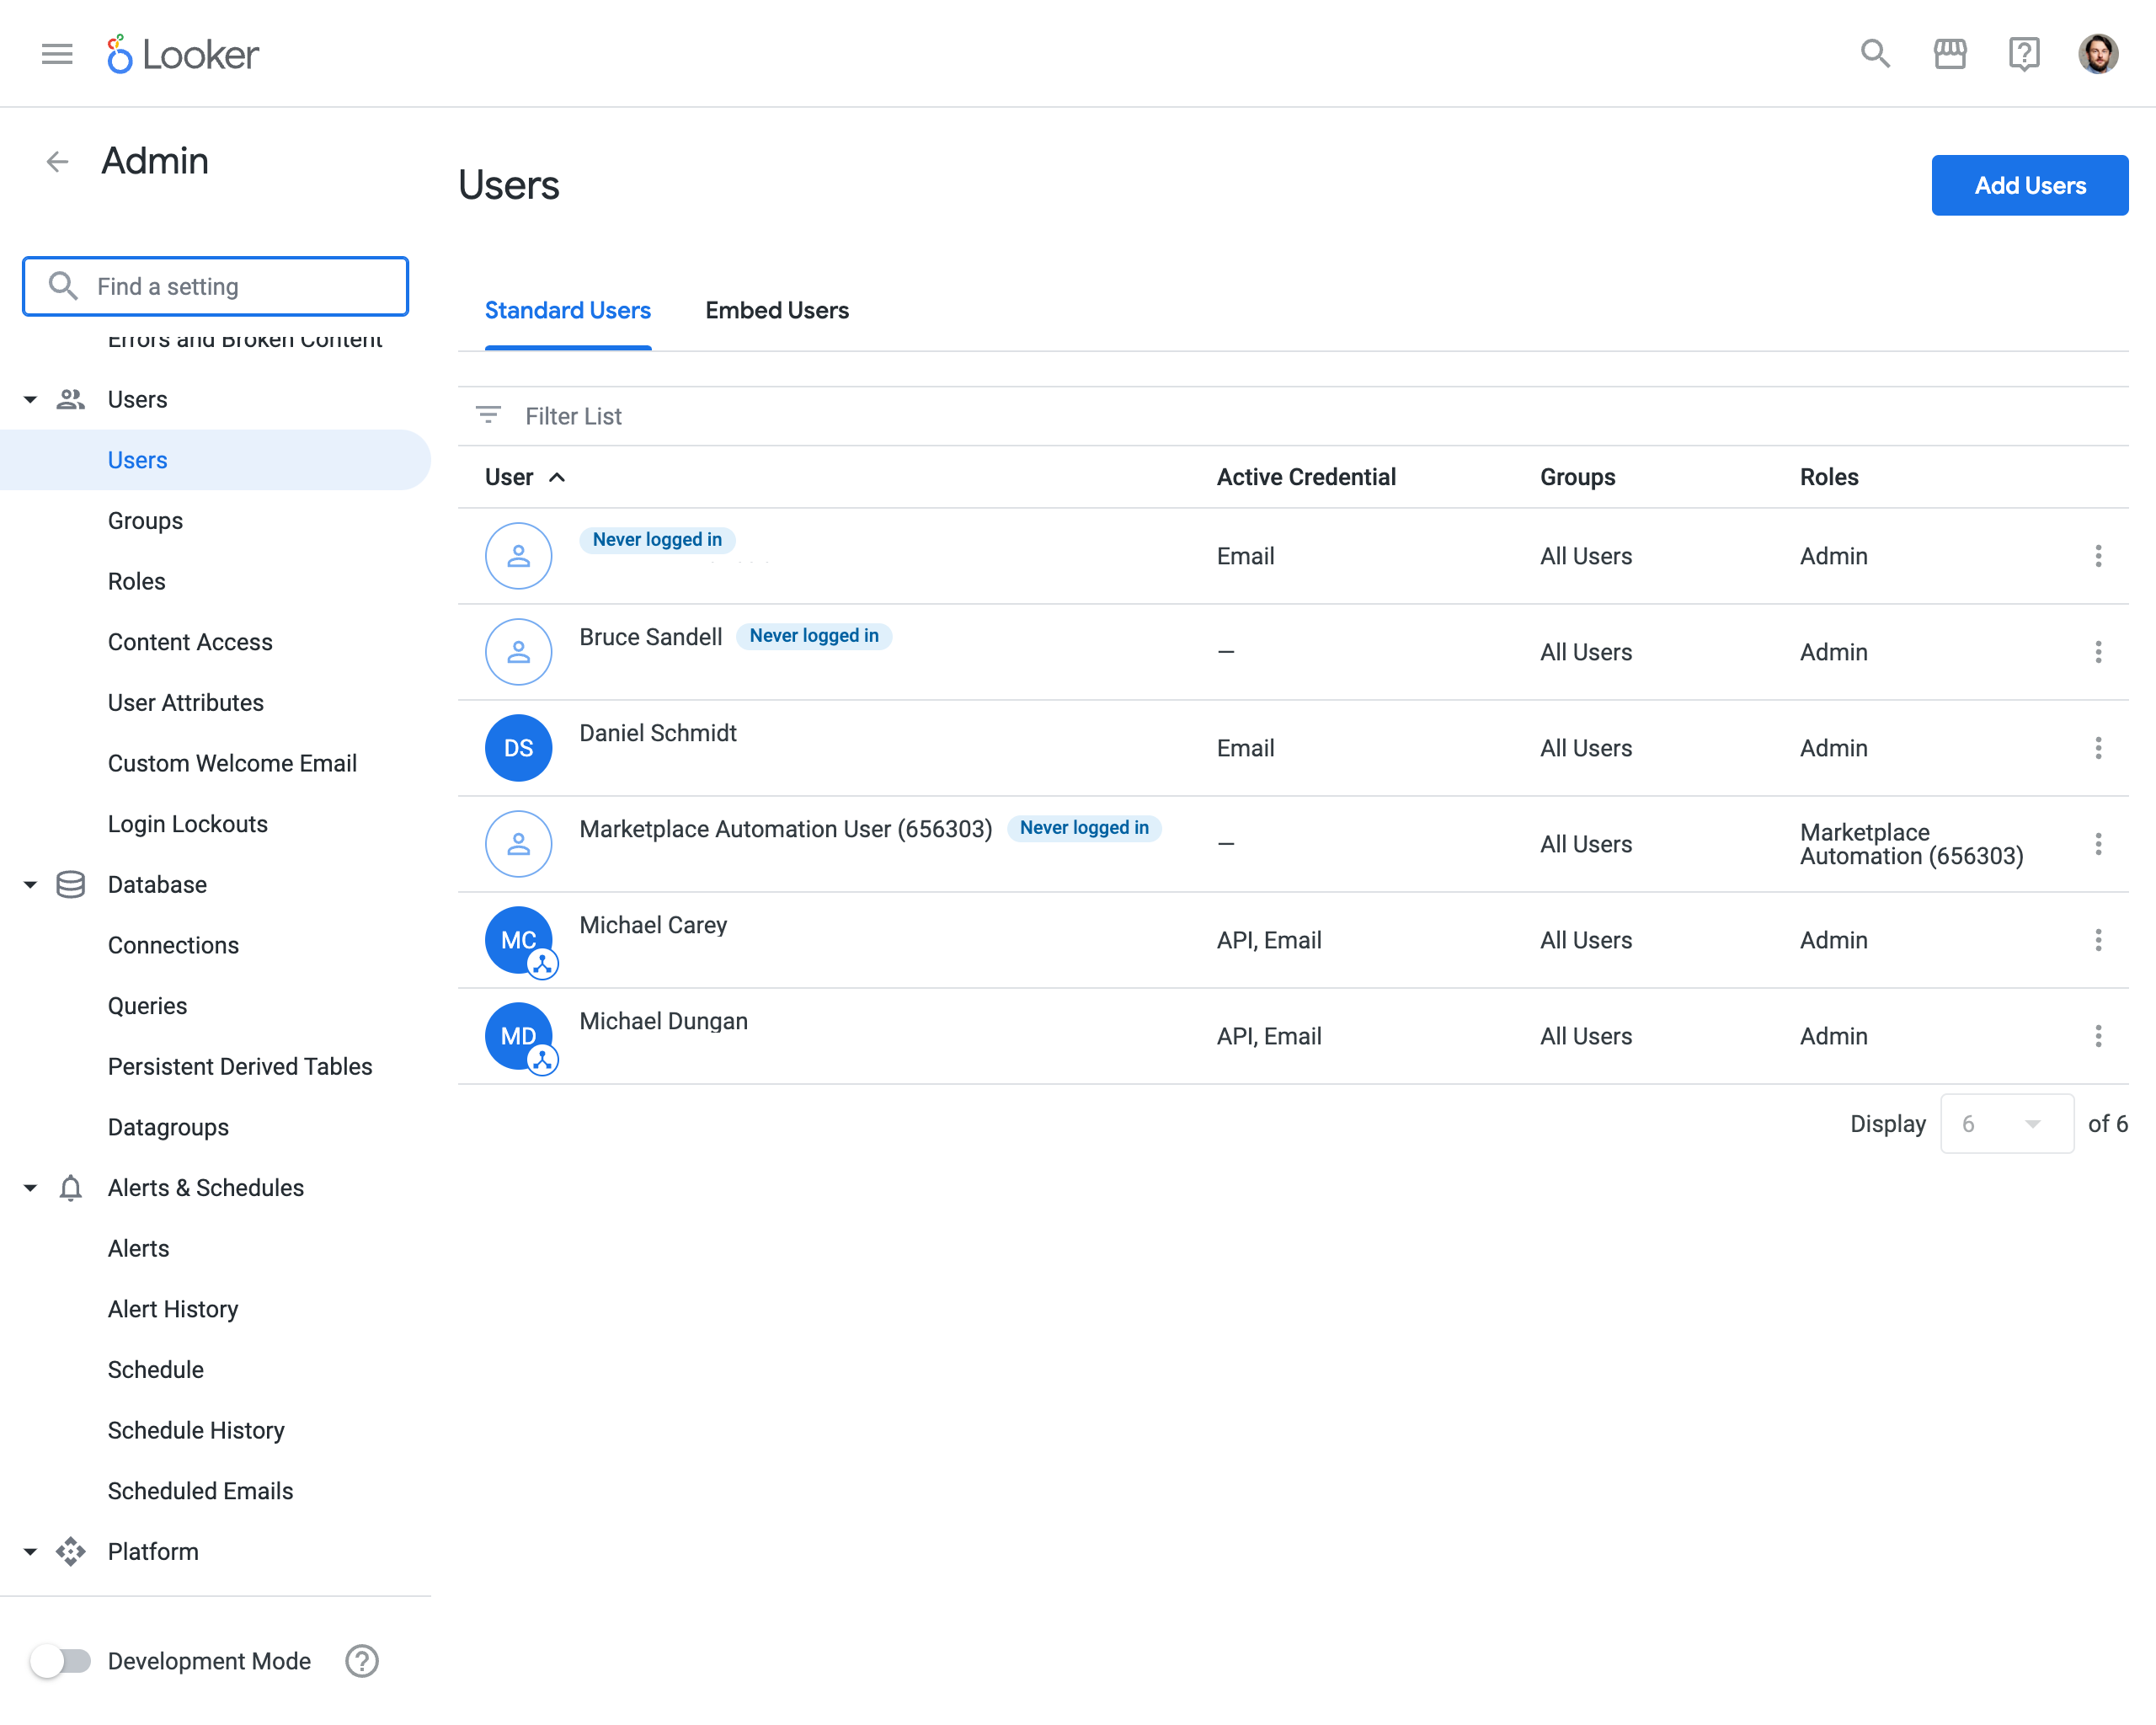 Looker
Admin
Find a setting
Errors and Broken Content
Users
Users
Groups
Roles
Content Access
User Attributes
Custom Welcome Email
Login Lockouts
Database
Connections
Queries
Persistent Derived Tables
Datagroups
Alerts & Schedules
Alerts
Alert History
Schedule
Schedule History
Scheduled Emails
Platform
Development Mode
Users
Add Users
Standard Users Embed Users
Filter List
User Active Credential Groups Roles
Never logged in Email All Users Admin
Bruce Sandell Never logged in — All Users Admin
DS Daniel Schmidt Email All Users Admin
Marketplace Automation User (656303) Never logged in — All Users Marketplace
Automation (656303)
MC Michael Carey API, Email All Users Admin
MD Michael Dungan API, Email All Users Admin
Display 6 of 6